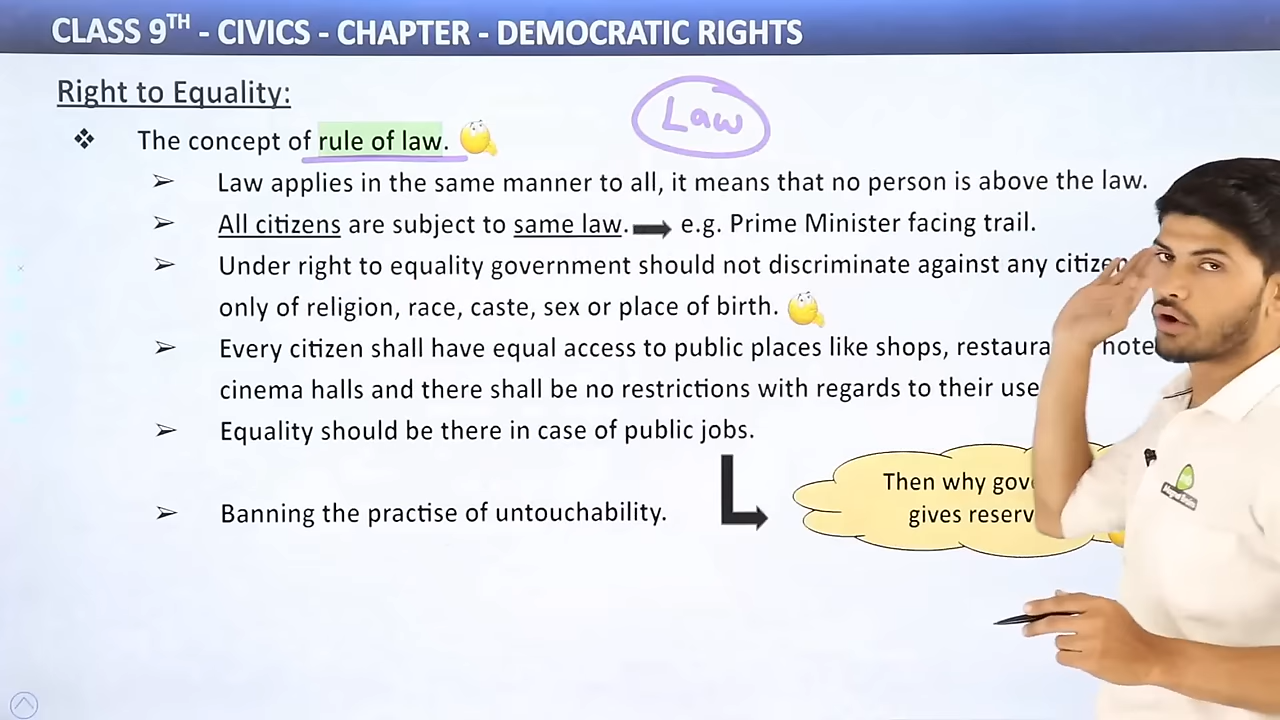 CLASS 9TH - CIVICS - CHAPTER - DEMOCRATIC RIGHTS
Right to Equality:
Law
The concept of rule of law.
Law applies in the same manner to all, it means that no person is above the law.
All citizens are subject to same law. e.g. Prime Minister facing trail.
Under right to equality government should not discriminate against any
only of religion, race, caste, sex or place of birth.
Every citizen shall have equal access to public places like shops,
cinema halls and there shall be no restrictions with regards to their use
Equality should be there in case of public jobs.
Then why
gives
Banning the practise of untouchability.